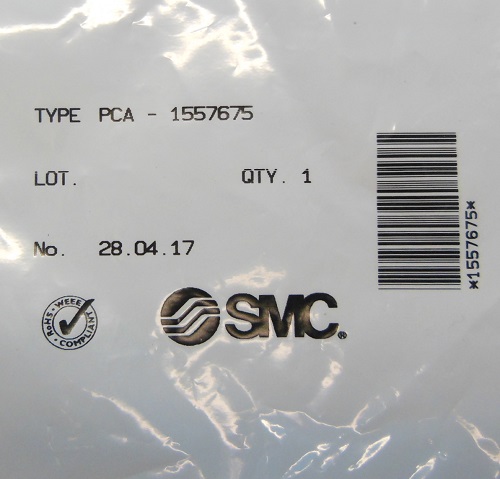 TYPE PCA - 1557675
LOT. QTY. 1
*1557675*
No. 28.04.17
RoHS · WEEE COMPLIANT
SMC®